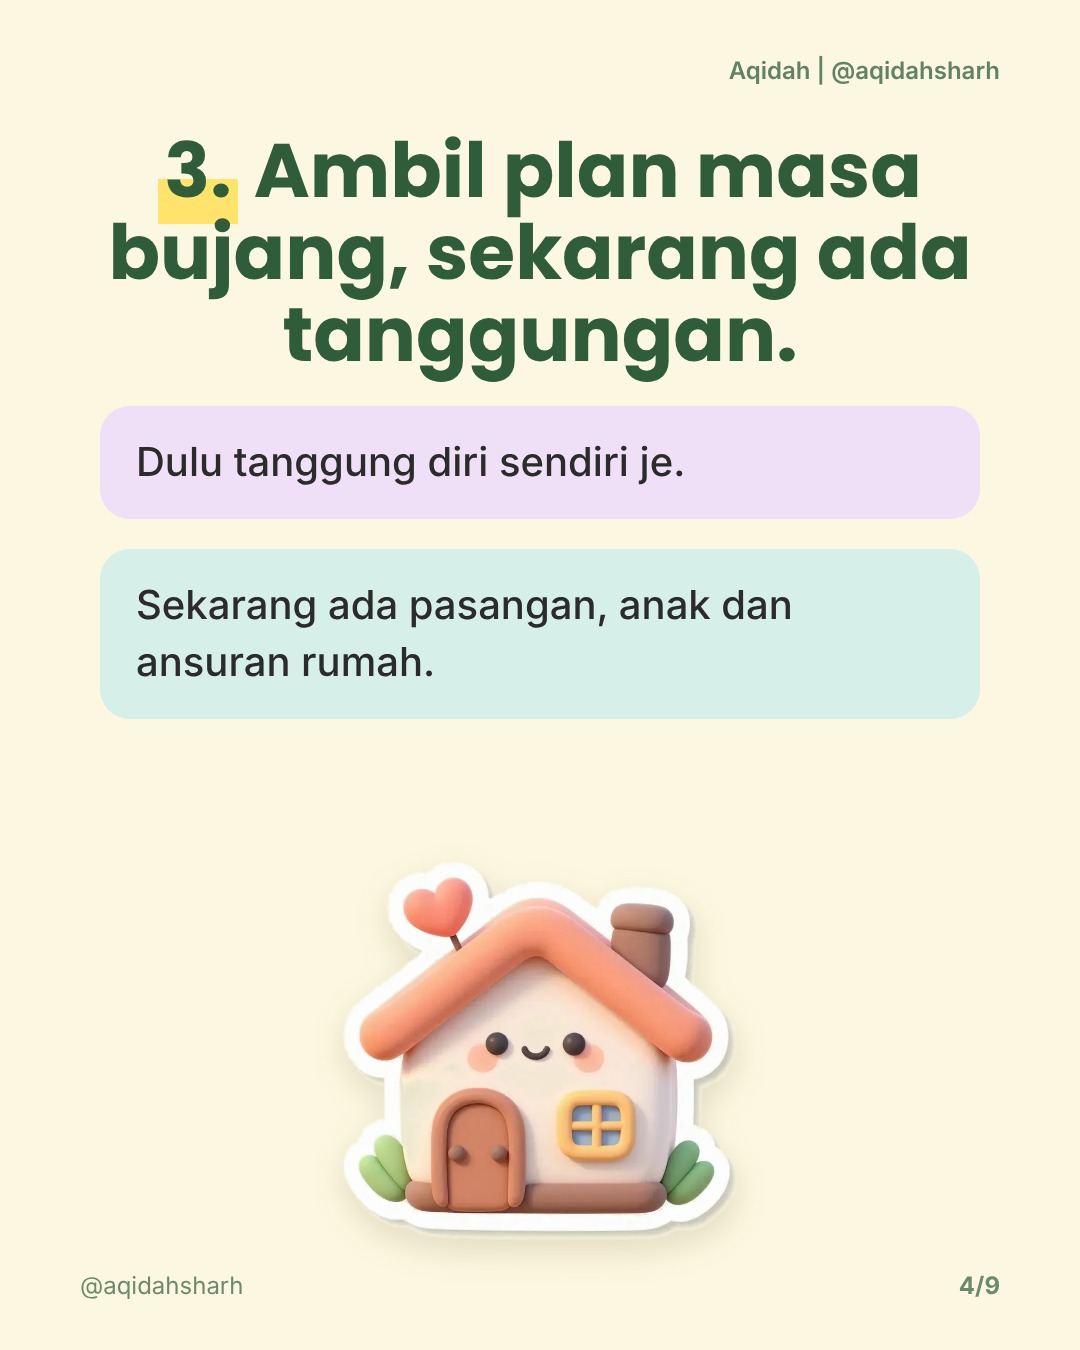 Aqidah | @aqidahsharh
3. Ambil plan masa
bujang, sekarang ada
tanggungan.
Dulu tanggung diri sendiri je.
Sekarang ada pasangan, anak dan
ansuran rumah.
@aqidahsharh
4/9